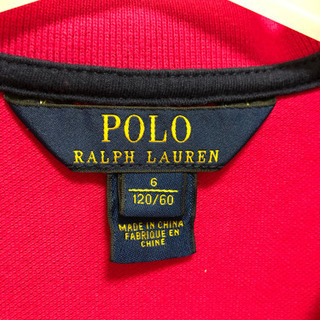 POLO
RALPH LAUREN
6
120/60
MADE IN CHINA
FABRIQUÉ EN
CHINE